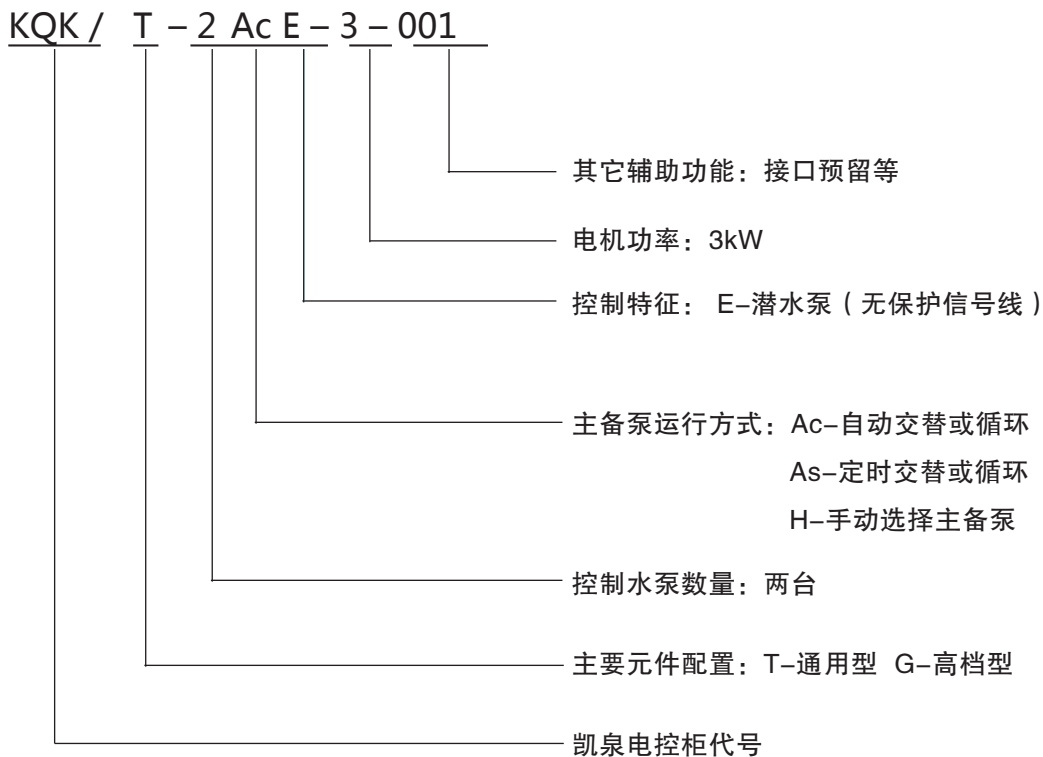 KQK / T – 2 Ac E – 3 – 001
其它辅助功能：接口预留等
电机功率：3kW
控制特征： E–潜水泵（无保护信号线）
主备泵运行方式：Ac–自动交替或循环
As–定时交替或循环
H–手动选择主备泵
控制水泵数量：两台
主要元件配置：T–通用型 G–高档型
凯泉电控柜代号